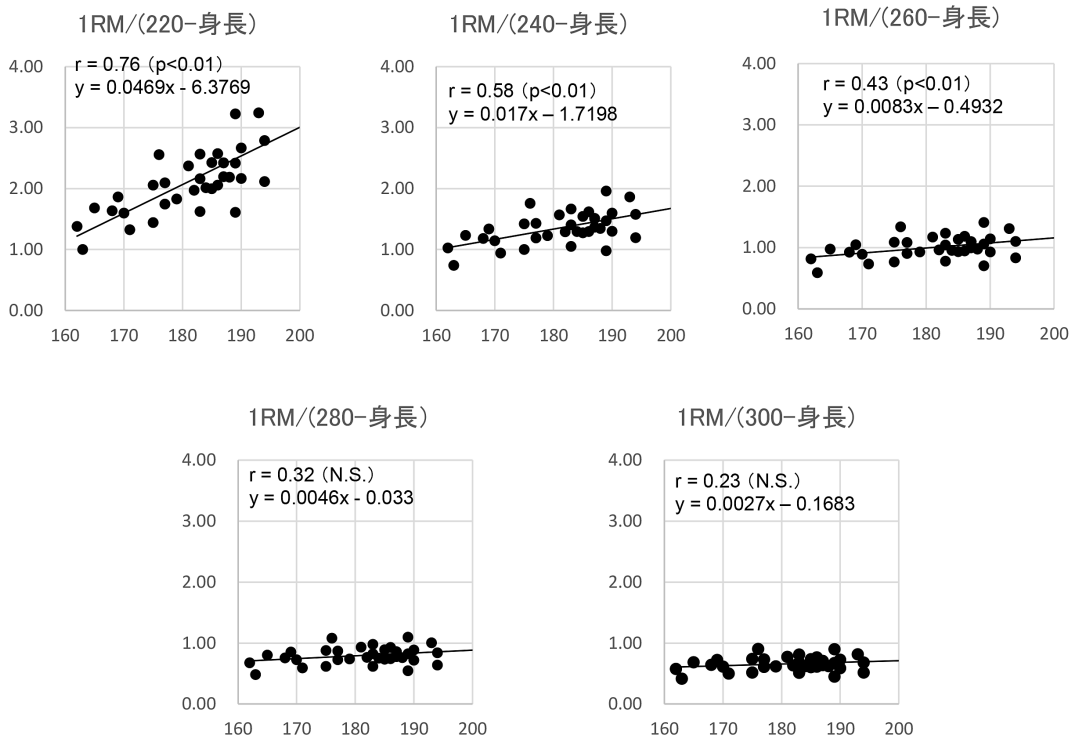 1RM/(220-身長)
r = 0.76（p<0.01)
y = 0.0469x - 6.3769
4.00
3.00
2.00
1.00
0.00
160 170 180 190 200
1RM/(240-身長)
r = 0.58（p<0.01)
y = 0.017x – 1.7198
4.00
3.00
2.00
1.00
0.00
160 170 180 190 200
1RM/(260-身長)
r = 0.43（p<0.01)
y = 0.0083x – 0.4932
4.00
3.00
2.00
1.00
0.00
160 170 180 190 200
1RM/(280-身長)
r = 0.32（N.S.)
y = 0.0046x - 0.033
4.00
3.00
2.00
1.00
0.00
160 170 180 190 200
1RM/(300-身長)
r = 0.23（N.S.)
y = 0.0027x – 0.1683
4.00
3.00
2.00
1.00
0.00
160 170 180 190 200